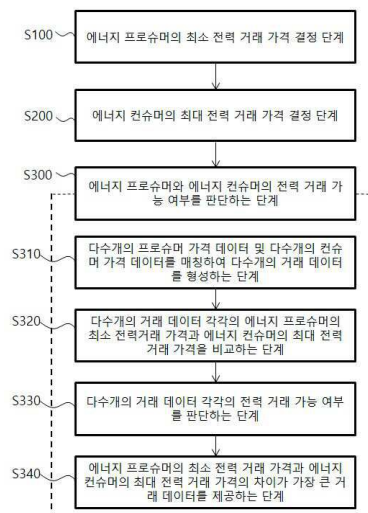 S100
에너지 프로슈머의 최소 전력 거래 가격 결정 단계
S200
에너지 컨슈머의 최대 전력 거래 가격 결정 단계
S300
에너지 프로슈머와 에너지 컨슈머의 전력 거래 가
능 여부를 판단하는 단계
S310
다수개의 프로슈머 가격 데이터 및 다수개의 컨슈
머 가격 데이터를 매칭하여 다수개의 거래 데이터
를 형성하는 단계
S320
다수개의 거래 데이터 각각의 에너지 프로슈머의
최소 전력거래 가격과 에너지 컨슈머의 최대 전력
거래 가격을 비교하는 단계
S330
다수개의 거래 데이터 각각의 전력 거래 가능 여부
를 판단하는 단계
S340
에너지 프로슈머의 최소 전력 거래 가격과 에너지
컨슈머의 최대 전력 거래 가격의 차이가 가장 큰 거
래 데이터를 제공하는 단계